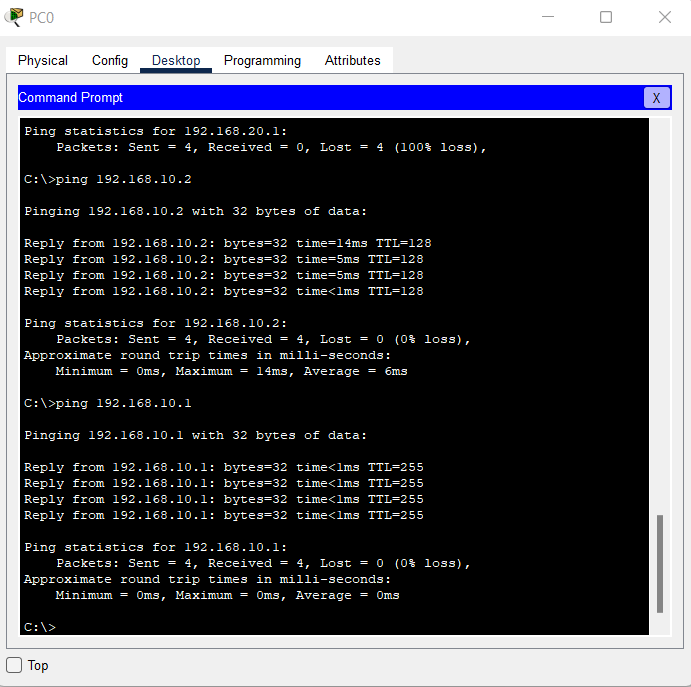 PC0
Physical Config Desktop Programming Attributes
Command Prompt X
Ping statistics for 192.168.20.1:
    Packets: Sent = 4, Received = 0, Lost = 4 (100% loss),
C:\>ping 192.168.10.2
Pinging 192.168.10.2 with 32 bytes of data:
Reply from 192.168.10.2: bytes=32 time=14ms TTL=128
Reply from 192.168.10.2: bytes=32 time=5ms TTL=128
Reply from 192.168.10.2: bytes=32 time=5ms TTL=128
Reply from 192.168.10.2: bytes=32 time<1ms TTL=128
Ping statistics for 192.168.10.2:
    Packets: Sent = 4, Received = 4, Lost = 0 (0% loss),
Approximate round trip times in milli-seconds:
    Minimum = 0ms, Maximum = 14ms, Average = 6ms
C:\>ping 192.168.10.1
Pinging 192.168.10.1 with 32 bytes of data:
Reply from 192.168.10.1: bytes=32 time<1ms TTL=255
Reply from 192.168.10.1: bytes=32 time<1ms TTL=255
Reply from 192.168.10.1: bytes=32 time<1ms TTL=255
Reply from 192.168.10.1: bytes=32 time<1ms TTL=255
Ping statistics for 192.168.10.1:
    Packets: Sent = 4, Received = 4, Lost = 0 (0% loss),
Approximate round trip times in milli-seconds:
    Minimum = 0ms, Maximum = 0ms, Average = 0ms
C:\>
Top